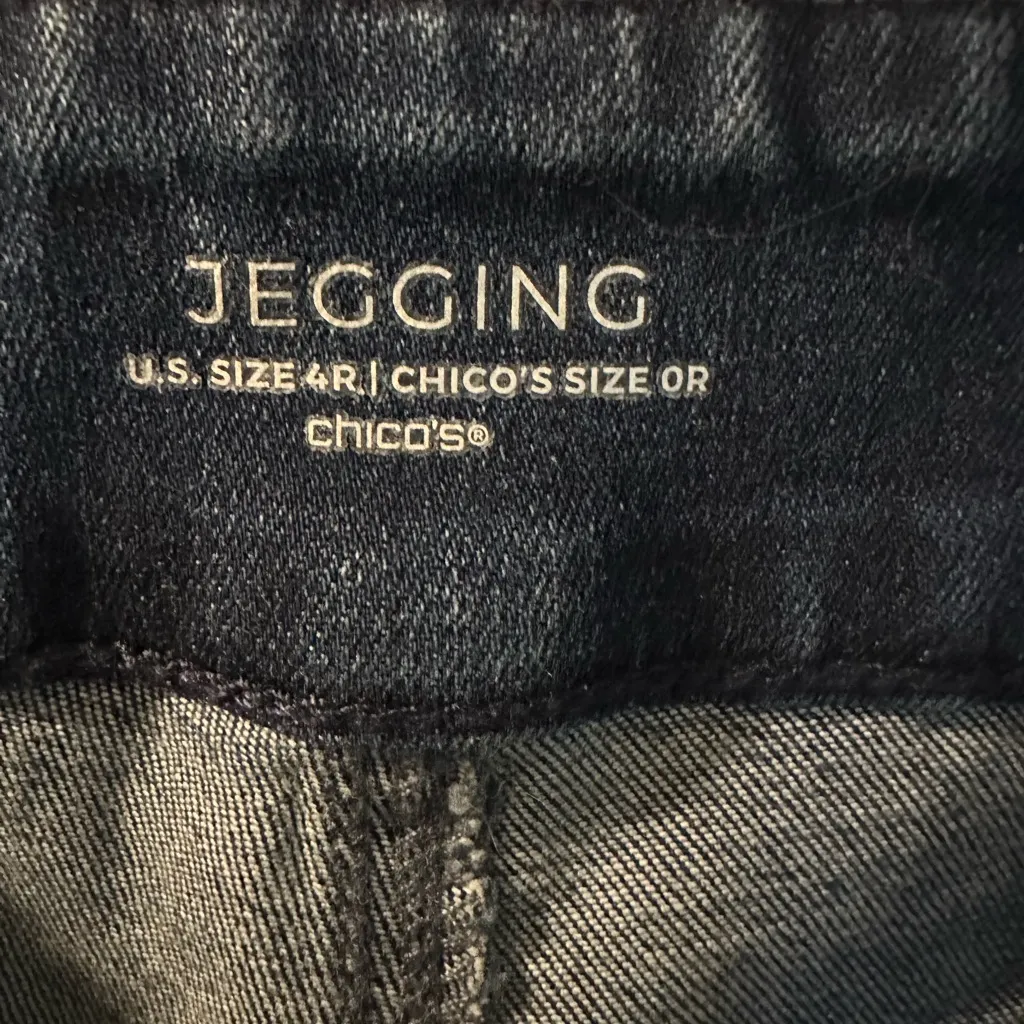 JEGGING
U.S. SIZE 4R | CHICO'S SIZE 0R
chico's®